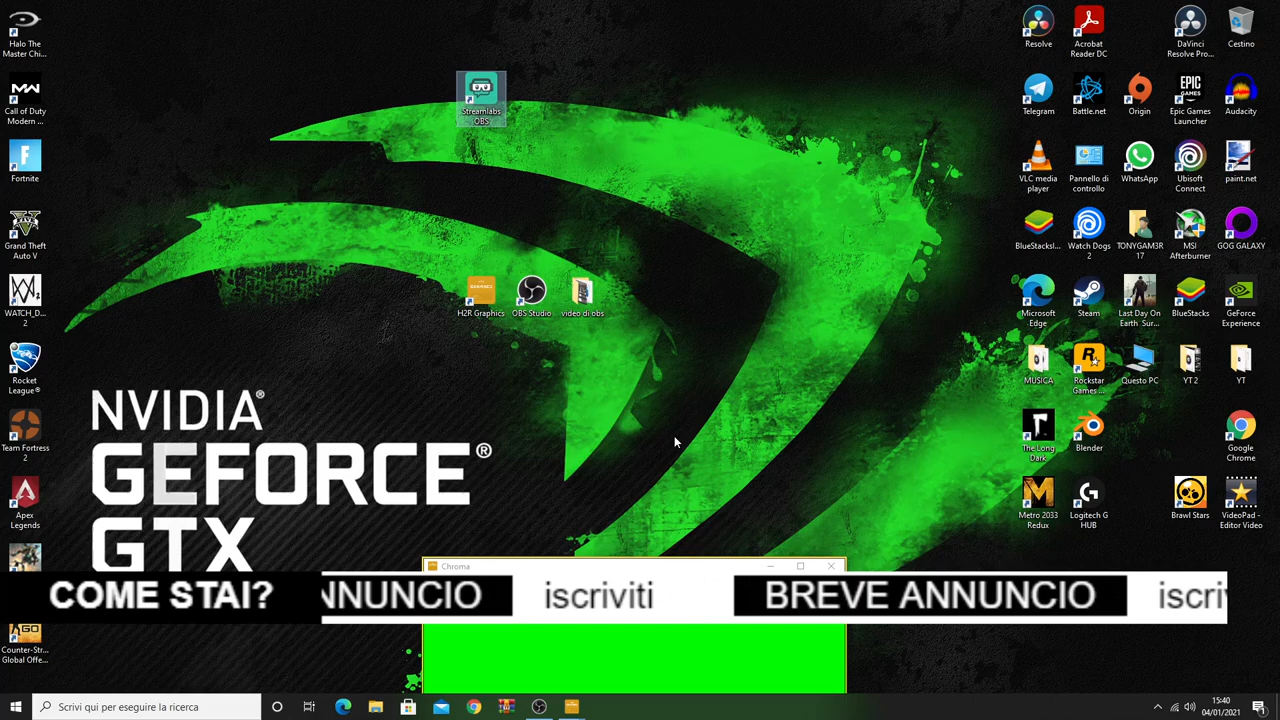 Halo The
Master Chi...
Call of Duty
Modern ...
Fortnite
Grand Theft
Auto V
WATCH_D...
2
Rocket
League®
Team Fortress
2
Apex
Legends
Counter-Str...
Global Offe...
Streamlabs
OBS
H2R Graphics
OBS Studio
video di obs
Resolve
Acrobat
Reader DC
DaVinci
Resolve Pro...
Cestino
Telegram
Battle.net
Origin
Epic Games
Launcher
Audacity
VLC media
player
Pannello di
controllo
WhatsApp
Ubisoft
Connect
paint.net
BlueStacksI...
Watch Dogs
2
TONYGAM3R
17
MSI
Afterburner
GOG GALAXY
Microsoft
Edge
Steam
Last Day On
Earth Sur...
BlueStacks
GeForce
Experience
MUSICA
Rockstar
Games ...
Questo PC
YT 2
YT
The Long
Dark
Blender
Google
Chrome
Metro 2033
Redux
Logitech G
HUB
Brawl Stars
VideoPad -
Editor Video
NVIDIA®
GEFORCE®
GTX
Chroma
COME STAI? NNUNCIO iscriviti BREVE ANNUNCIO iscriv
Scrivi qui per eseguire la ricerca
15:40
04/01/2021